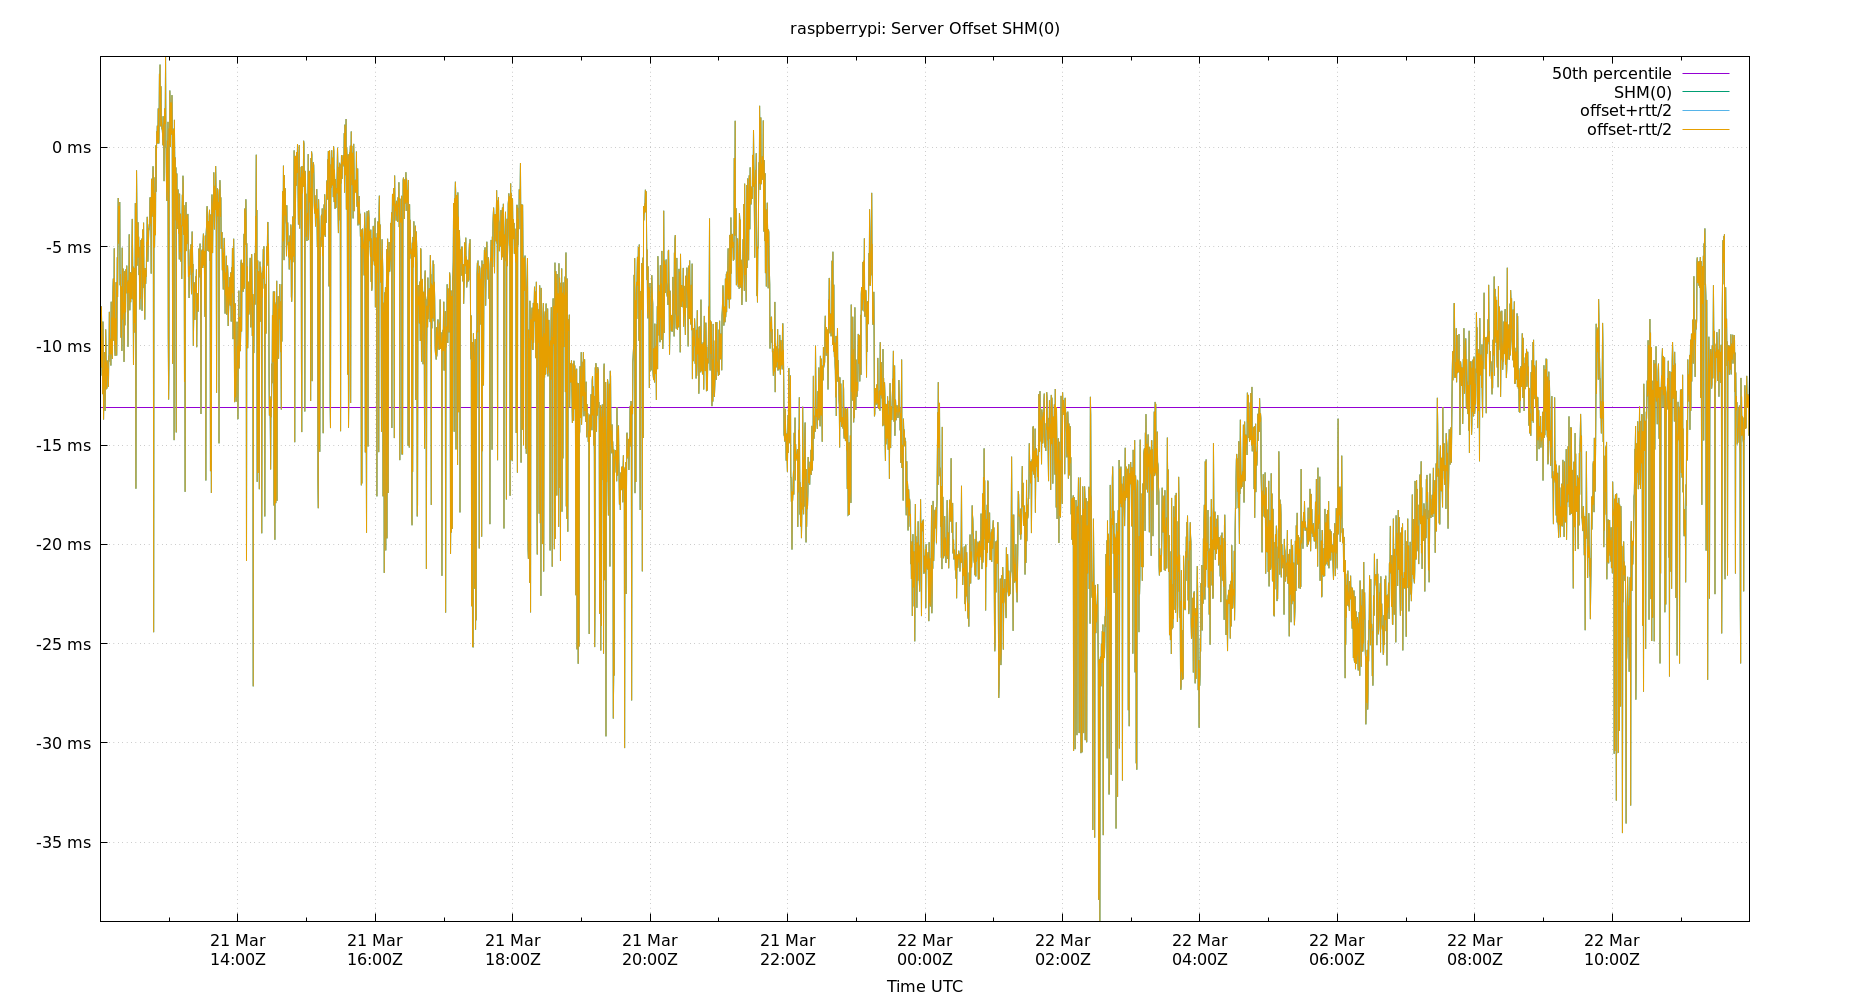 raspberrypi: Server Offset SHM(0)
50th percentile
SHM(0)
offset+rtt/2
offset-rtt/2
0 ms
-5 ms
-10 ms
-15 ms
-20 ms
-25 ms
-30 ms
-35 ms
21 Mar 21 Mar 21 Mar 21 Mar 21 Mar 22 Mar 22 Mar 22 Mar 22 Mar 22 Mar 22 Mar
14:00Z 16:00Z 18:00Z 20:00Z 22:00Z 00:00Z 02:00Z 04:00Z 06:00Z 08:00Z 10:00Z
Time UTC